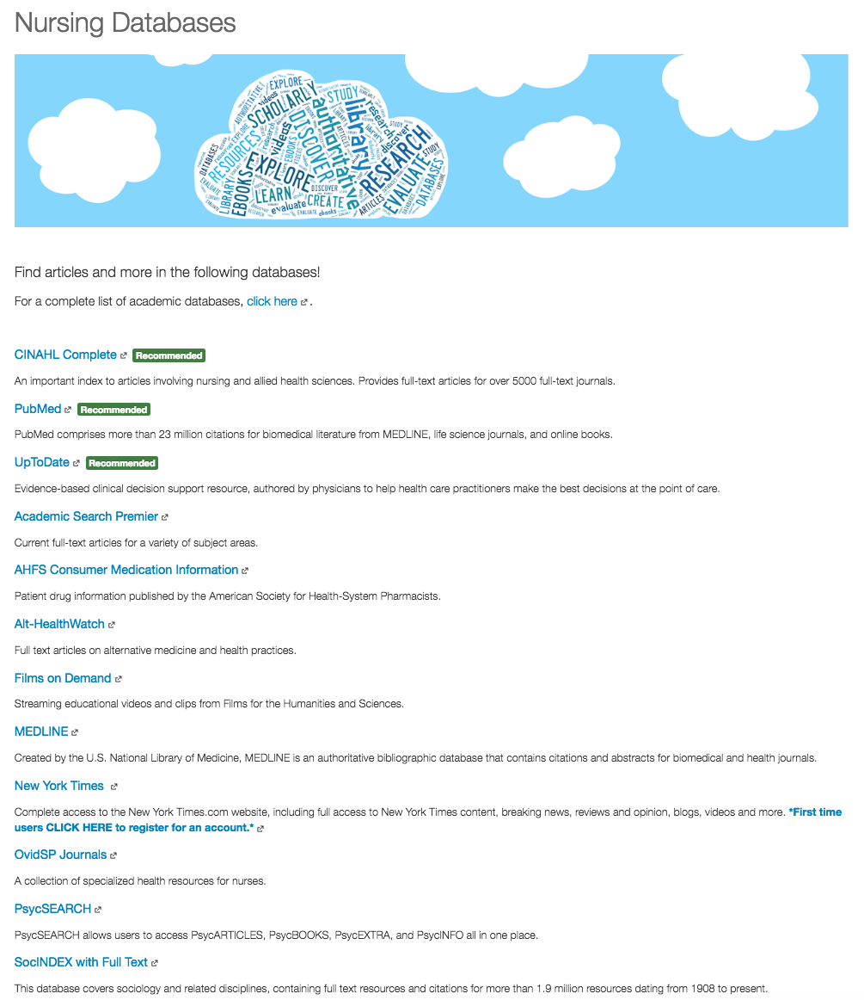 Nursing Databases
EXPLORE
SCHOLARLY
STUDY
AUTHORITATIVE!
videos
library
authoritative
DISCOVER
research
discover
RESOURCES
EXPLORE
RESEARCH
EVALUATE
DATABASES
LIBRARY
EBOOKS
LEARN
CREATE
DISCOVER
evaluate
ebooks
ARTICLES
STUDY
Find articles and more in the following databases!
For a complete list of academic databases, click here .
CINAHL Complete Recommended
An important index to articles involving nursing and allied health sciences. Provides full-text articles for over 5000 full-text journals.
PubMed Recommended
PubMed comprises more than 23 million citations for biomedical literature from MEDLINE, life science journals, and online books.
UpToDate Recommended
Evidence-based clinical decision support resource, authored by physicians to help health care practitioners make the best decisions at the point of care.
Academic Search Premier
Current full-text articles for a variety of subject areas.
AHFS Consumer Medication Information
Patient drug information published by the American Society for Health-System Pharmacists.
Alt-HealthWatch
Full text articles on alternative medicine and health practices.
Films on Demand
Streaming educational videos and clips from Films for the Humanities and Sciences.
MEDLINE
Created by the U.S. National Library of Medicine, MEDLINE is an authoritative bibliographic database that contains citations and abstracts for biomedical and health journals.
New York Times
Complete access to the New York Times.com website, including full access to New York Times content, breaking news, reviews and opinion, blogs, videos and more. *First time
users CLICK HERE to register for an account.*
OvidSP Journals
A collection of specialized health resources for nurses.
PsycSEARCH
PsycSEARCH allows users to access PsycARTICLES, PsycBOOKS, PsycEXTRA, and PsycINFO all in one place.
SocINDEX with Full Text
This database covers sociology and related disciplines, containing full text resources and citations for more than 1.9 million resources dating from 1908 to present.